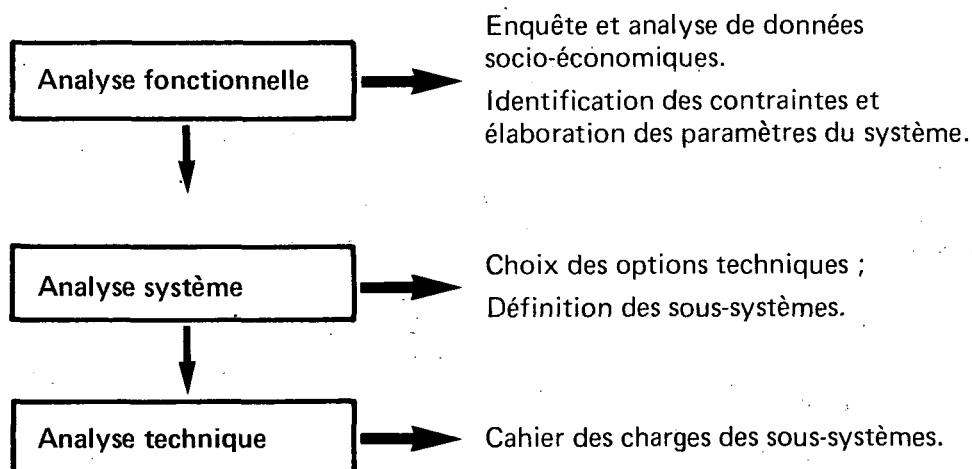 Analyse fonctionnelle
Enquête et analyse de données
socio-économiques.
Identification des contraintes et
élaboration des paramètres du système.
Analyse système
Choix des options techniques ;
Définition des sous-systèmes.
Analyse technique
Cahier des charges des sous-systèmes.